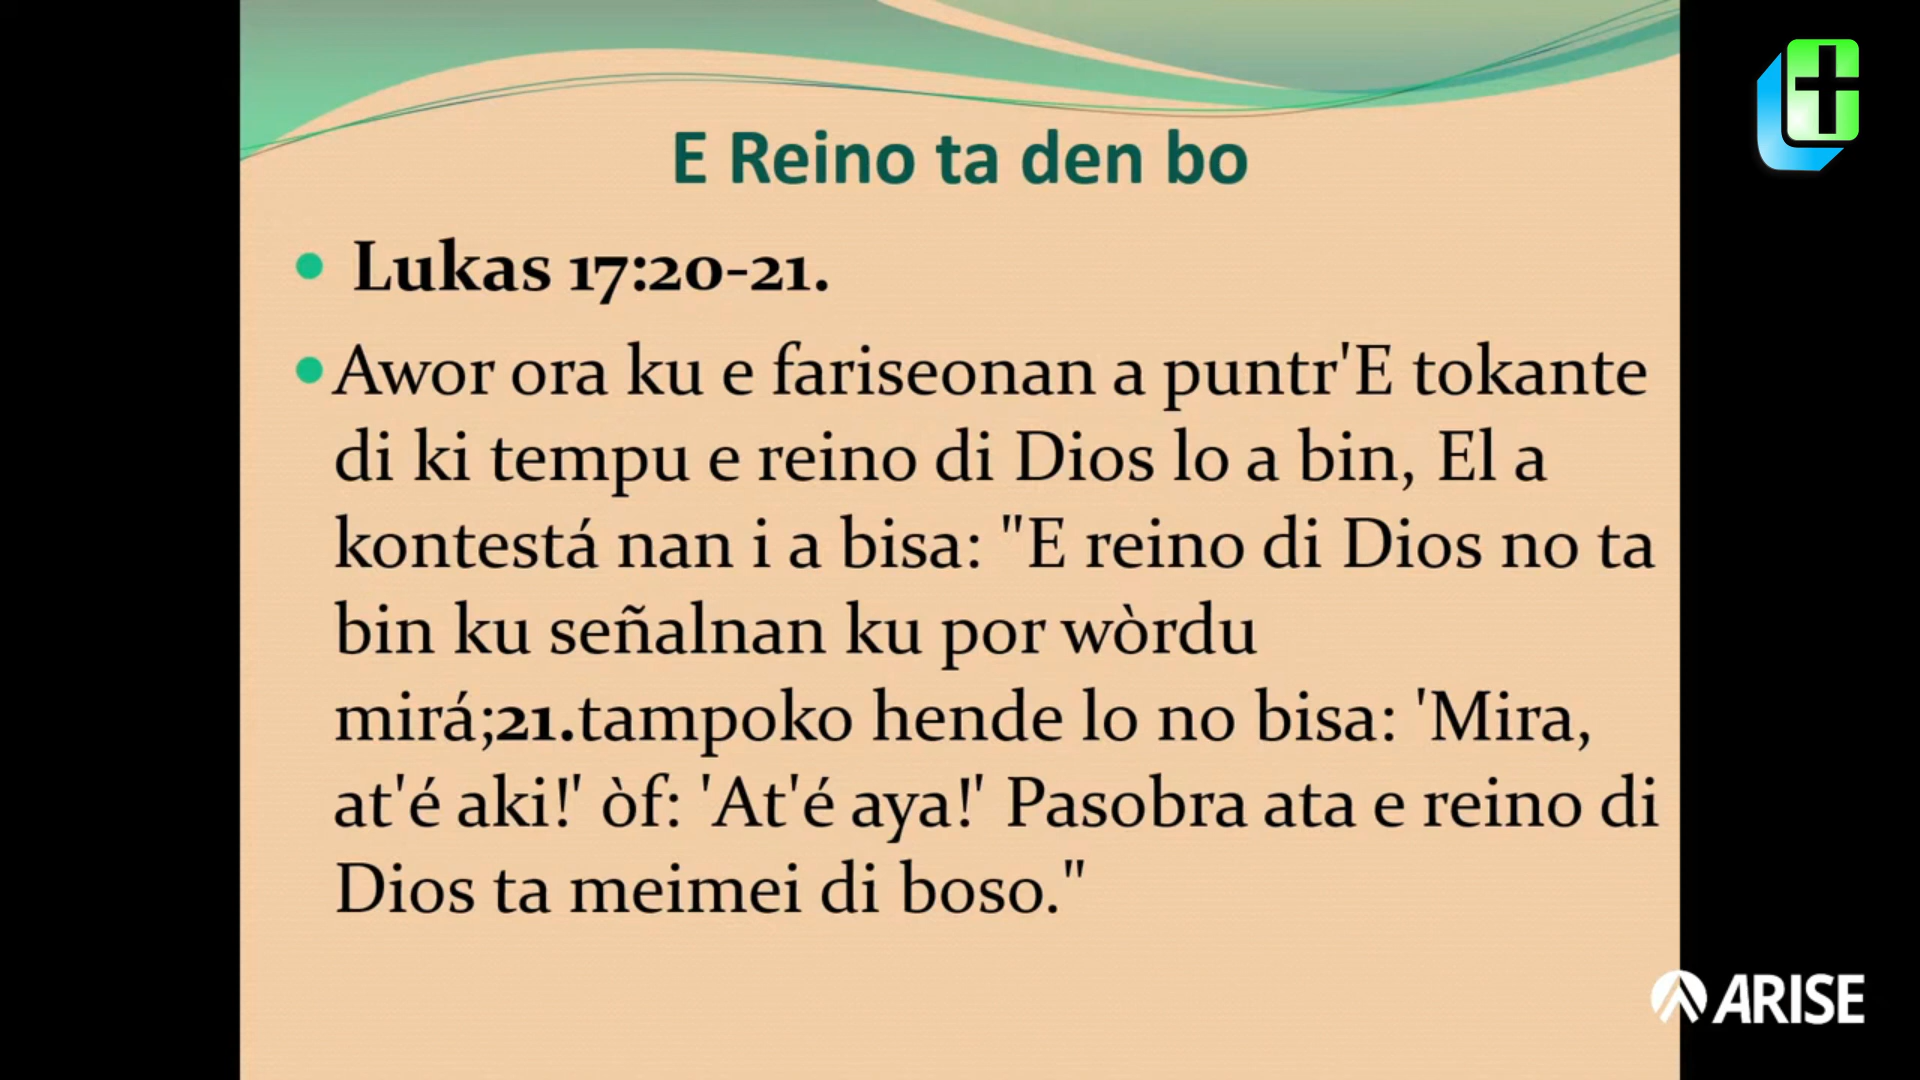 E Reino ta den bo
Lukas 17:20-21.
Awor ora ku e fariseonan a puntr'E tokante
di ki tempu e reino di Dios lo a bin, El a
kontestá nan i a bisa: "E reino di Dios no ta
bin ku señalnan ku por wòrdu
mirá;21.tampoko hende lo no bisa: 'Mira,
at'é aki!' òf: 'At'é aya!' Pasobra ata e reino di
Dios ta meimei di boso."
ARISE